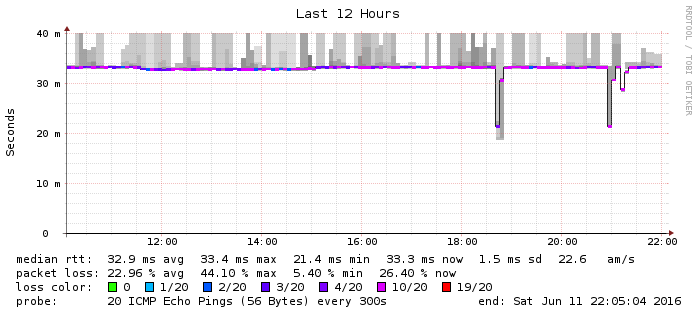 Last 12 Hours
RRDTOOL / TOBI OETIKER
Seconds
40 m
30 m
20 m
10 m
0
12:00 14:00 16:00 18:00 20:00 22:00
median rtt: 32.9 ms avg 33.4 ms max 21.4 ms min 33.3 ms now 1.5 ms sd 22.6 am/s
packet loss: 22.96 % avg 44.10 % max 5.40 % min 26.40 % now
loss color: 0 1/20 2/20 3/20 4/20 10/20 19/20
probe: 20 ICMP Echo Pings (56 Bytes) every 300s end: Sat Jun 11 22:05:04 2016